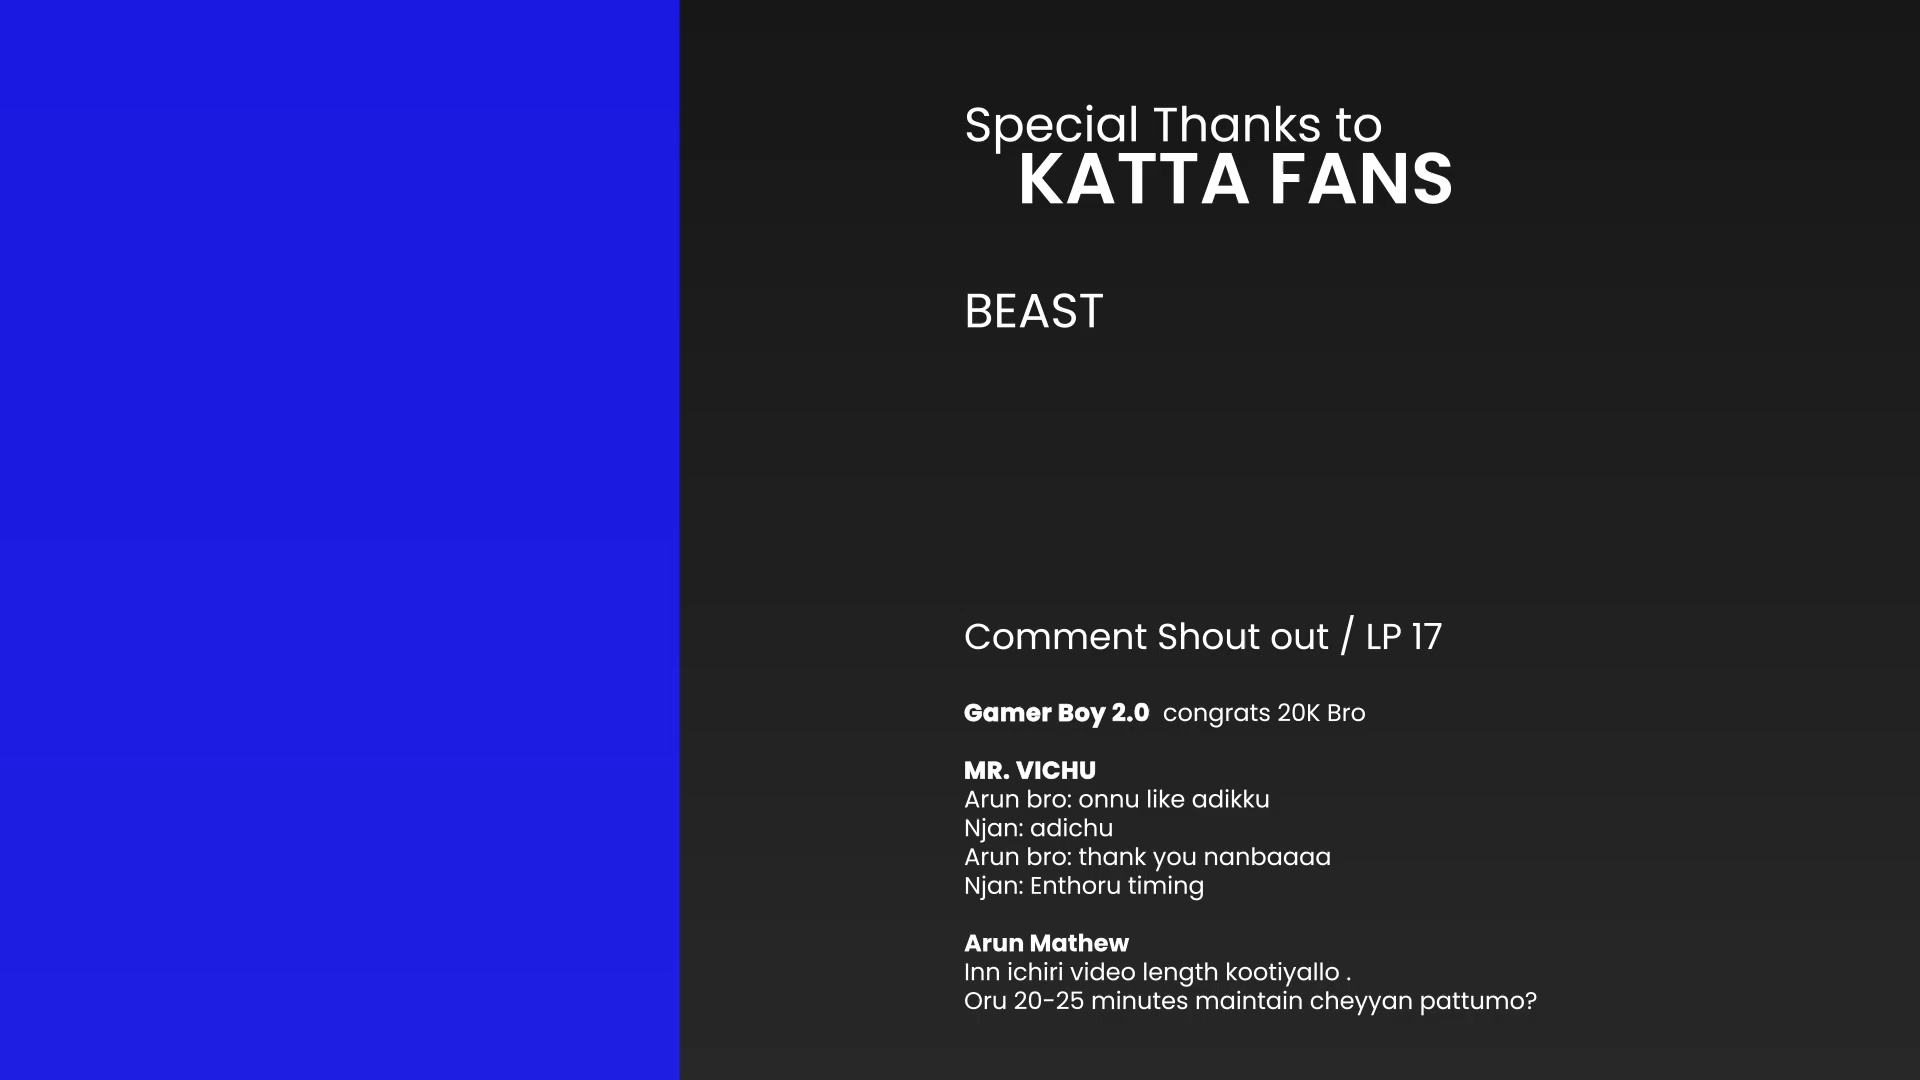 Special Thanks to
KATTA FANS
BEAST
Comment Shout out / LP 17
Gamer Boy 2.0 congrats 20K Bro
MR. VICHU
Arun bro: onnu like adikku
Njan: adichu
Arun bro: thank you nanbaaaa
Njan: Enthoru timing
Arun Mathew
Inn ichiri video length kootiyallo .
Oru 20-25 minutes maintain cheyyan pattumo?